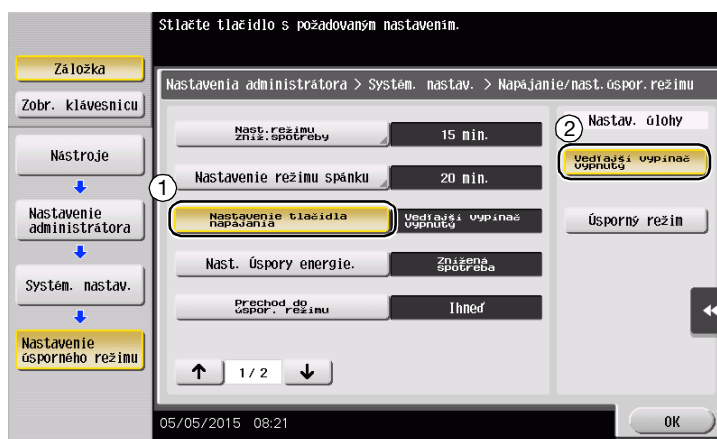 Stlačte tlačidlo s požadovaným nastavením.
Záložka
Zobr. klávesnicu
Nástroje
Nastavenie
administrátora
Systém. nastav.
Nastavenie
úsporného režimu
Nastavenia administrátora > Systém. nastav. > Napájanie/nast.úspor.režimu
Nast.režimu
zníž.spotreby
15 min.
1
Nastavenie režimu spánku
20 min.
Nastavenie tlačidla
napájania
Vedľajší vypínač
vypnutý
Nast. Úspory energie.
Znížená
spotreba
Prechod do
úspor. režimu
Ihneď
↑ 1/ 2 ↓
2
Nastav. úlohy
Vedľajší vypínač
vypnutý
Úsporný režim
05/05/2015 08:21
OK